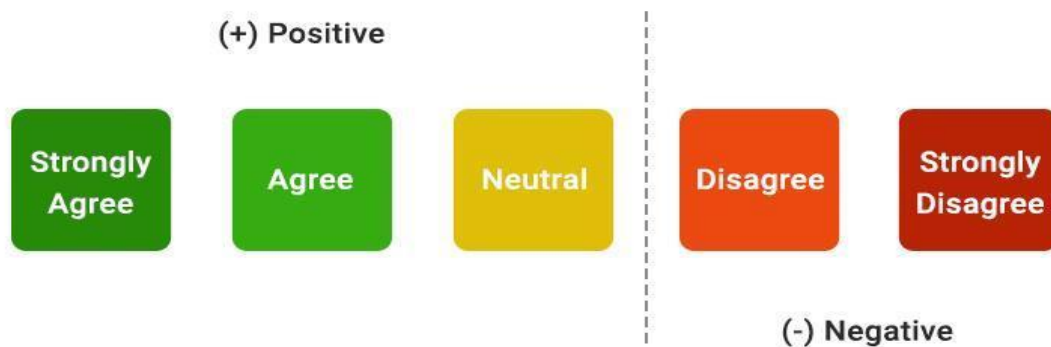 (+) Positive
Strongly
Agree
Agree
Neutral
Disagree
Strongly
Disagree
(-) Negative